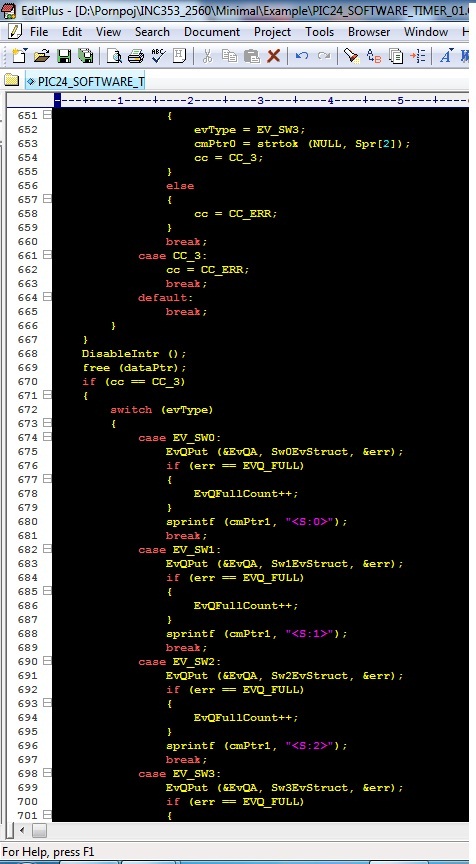 EditPlus - [D:\Pornpoj\INC353_2560\Minimal\Example\PIC24_SOFTWARE_TIMER_01.
File Edit View Search Document Project Tools Browser Window
PIC24_SOFTWARE_T
----+----1----+----2----+----3----+----4----+----5----+--
651 {
652 evType = EV_SW3;
653 cmPtr0 = strtok (NULL, Spr[2]);
654 cc = CC_3;
655 }
656 else
657 {
658 cc = CC_ERR;
659 }
660 break;
661 case CC_3:
662 cc = CC_ERR;
663 break;
664 default:
665 break;
666 }
667 }
668 DisableIntr ();
669 free (dataPtr);
670 if (cc == CC_3)
671 {
672 switch (evType)
673 {
674 case EV_SW0:
675 EvQPut (&EvQA, Sw0EvStruct, &err);
676 if (err == EVQ_FULL)
677 {
678 EvQFullCount++;
679 }
680 sprintf (cmPtr1, "<S:0>");
681 break;
682 case EV_SW1:
683 EvQPut (&EvQA, Sw1EvStruct, &err);
684 if (err == EVQ_FULL)
685 {
686 EvQFullCount++;
687 }
688 sprintf (cmPtr1, "<S:1>");
689 break;
690 case EV_SW2:
691 EvQPut (&EvQA, Sw2EvStruct, &err);
692 if (err == EVQ_FULL)
693 {
694 EvQFullCount++;
695 }
696 sprintf (cmPtr1, "<S:2>");
697 break;
698 case EV_SW3:
699 EvQPut (&EvQA, Sw3EvStruct, &err);
700 if (err == EVQ_FULL)
701 {
For Help, press F1